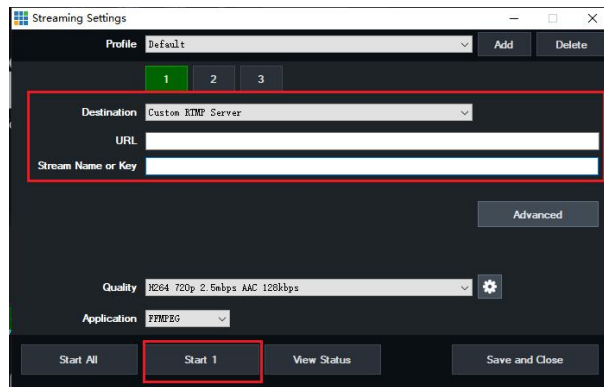 Streaming Settings
Profile Default Add Delete
1 2 3
Destination Custom RTMP Server
URL
Stream Name or Key
Advanced
Quality H264 720p 2.5mbps AAC 128kbps
Application FFMPEG
Start All Start 1 View Status Save and Close